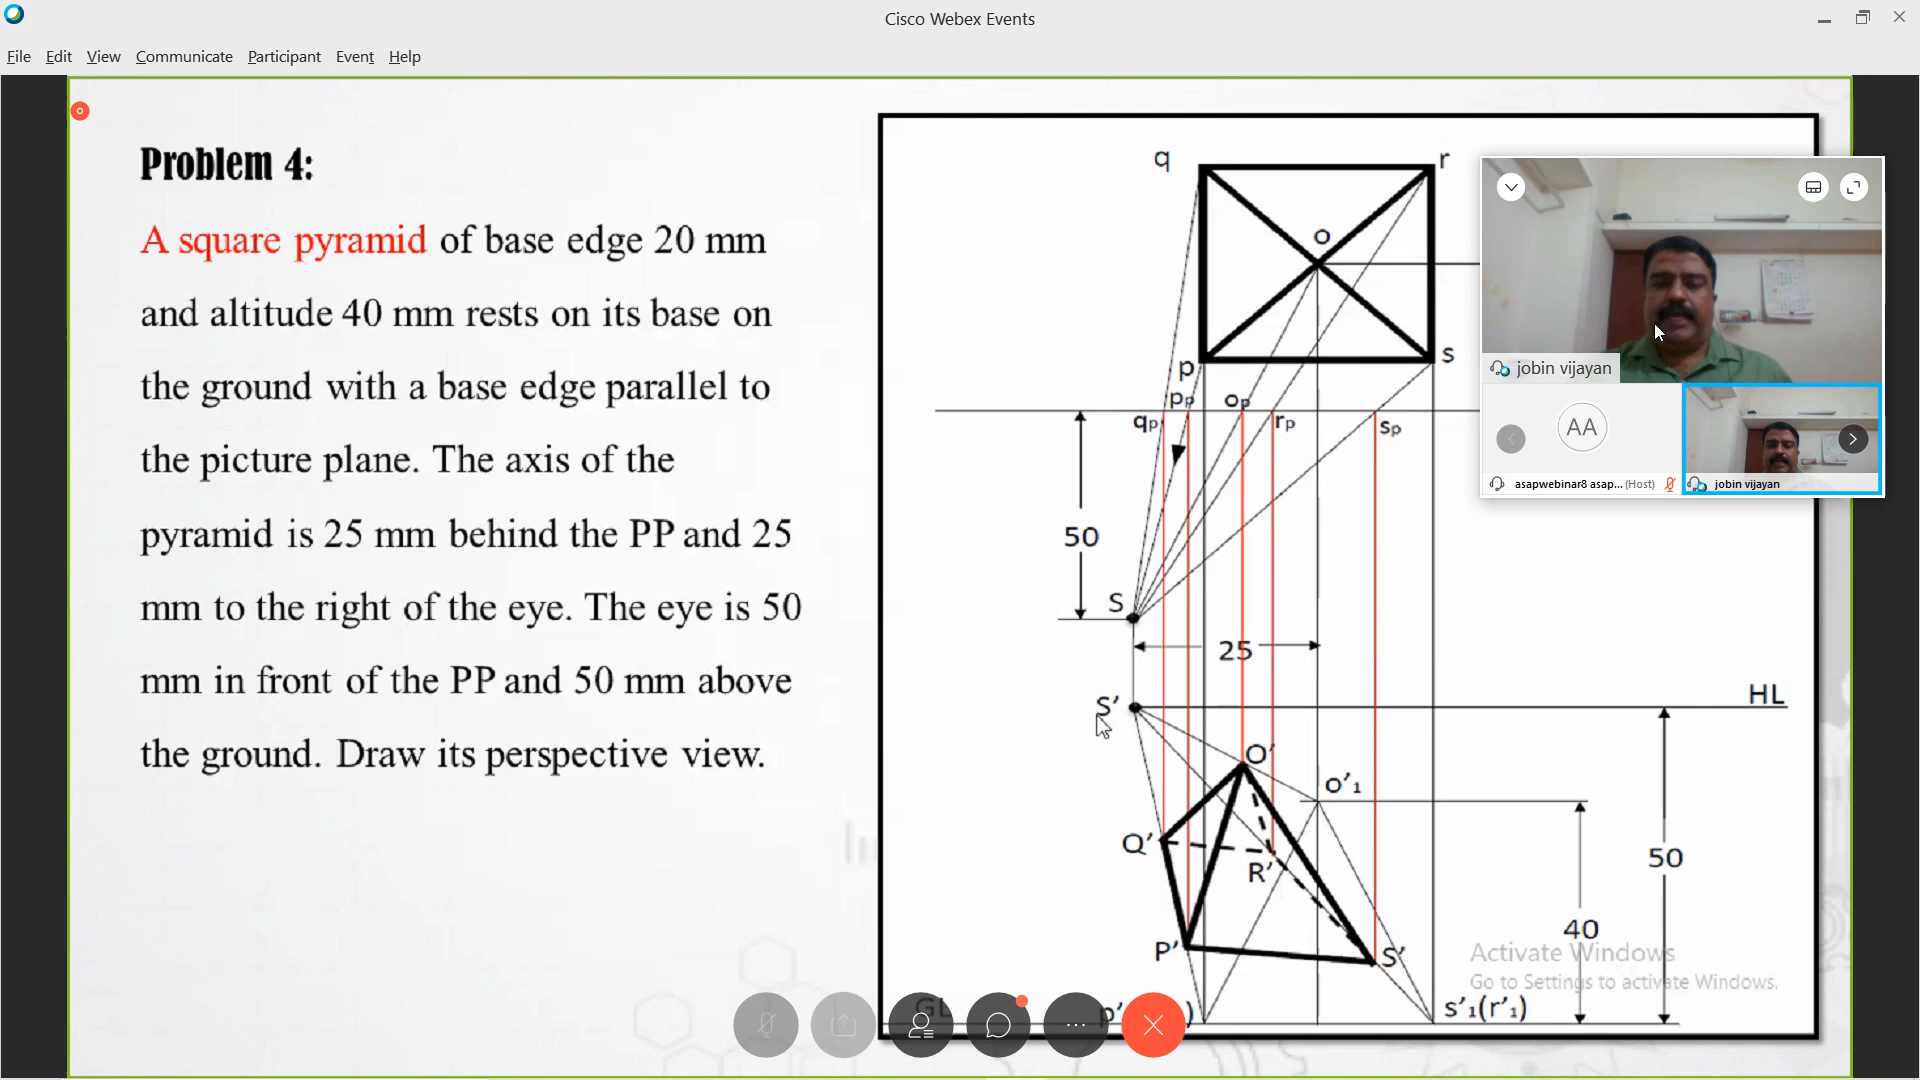 Cisco Webex Events
File Edit View Communicate Participant Event Help
Problem 4:
A square pyramid of base edge 20 mm
and altitude 40 mm rests on its base on
the ground with a base edge parallel to
the picture plane. The axis of the
pyramid is 25 mm behind the PP and 25
mm to the right of the eye. The eye is 50
mm in front of the PP and 50 mm above
the ground. Draw its perspective view.
q
r
o
p
s
pp
op
qp
rp
sp
50
S
25
S'
HL
O'
o'1
Q'
R'
50
40
P'
S'
GL
p'
)
s'1(r'1)
jobin vijayan
AA
asapwebinar8 asap... (Host)
jobin vijayan
Activate Windows
Go to Settings to activate Windows.